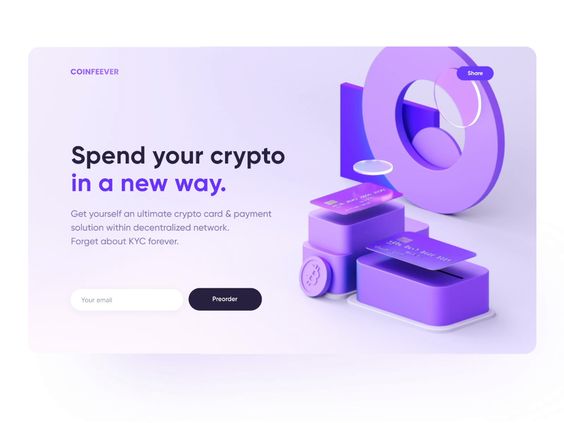 COINFEEVER
Share
Spend your crypto
in a new way.
Get yourself an ultimate crypto card & payment
solution within decentralized network.
Forget about KYC forever.
Your email
Preorder